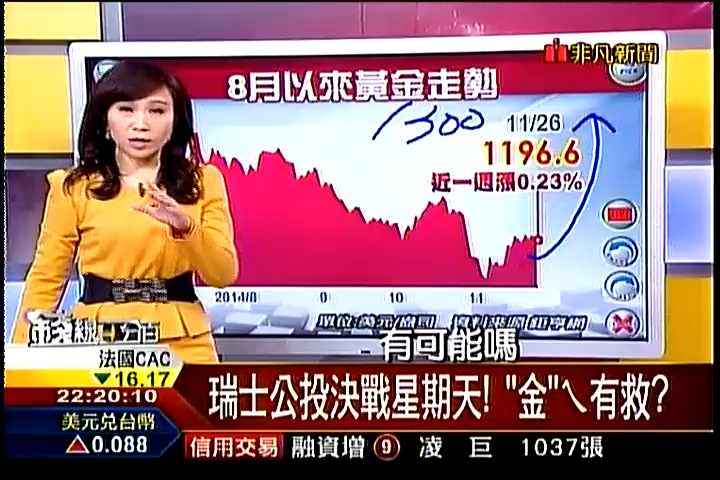 非凡新聞
8月以來黃金走勢
1300
11/26
1196.6
近一週漲0.23%
2014/8
9
10
11
有可能嗎
法國CAC
▼16.17
22:20:10
瑞士公投決戰星期天! "金"ㄟ有救?
美元兌台幣
△0.088
信用交易 融資增 9 凌 巨 1037張